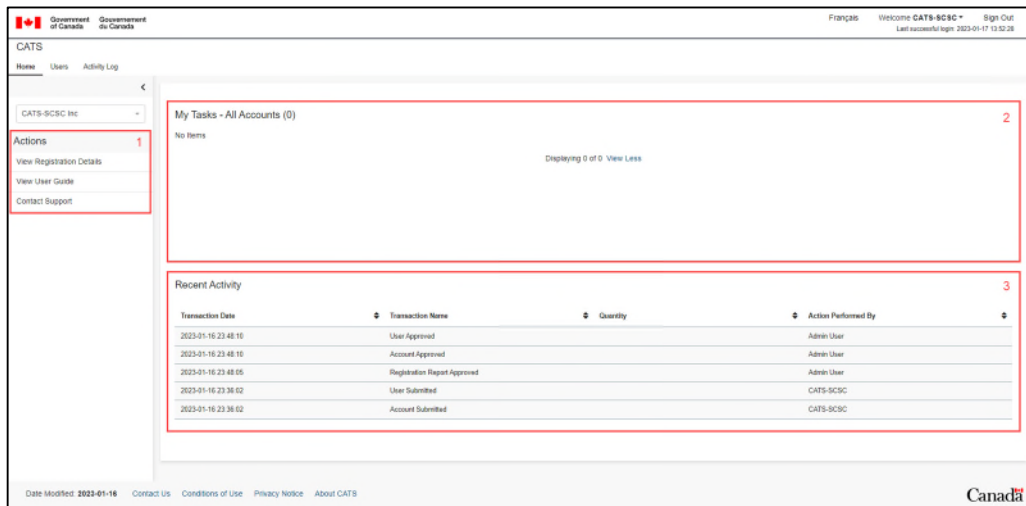 Government of Canada Gouvernement du Canada
Français Welcome CATS-SCSC Sign Out
Last successful login: 2023-01-17 13:52:28
CATS
Home Users Activity Log
CATS-SCSC Inc
Actions 1
View Registration Details
View User Guide
Contact Support
My Tasks - All Accounts (0) 2
No Items
Displaying 0 of 0 View Less
Recent Activity 3
Transaction Date Transaction Name Quantity Action Performed By
2023-01-16 23:48:10 User Approved Admin User
2023-01-16 23:48:10 Account Approved Admin User
2023-01-16 23:48:05 Registration Report Approved Admin User
2023-01-16 23:36:02 User Submitted CATS-SCSC
2023-01-16 23:36:02 Account Submitted CATS-SCSC
Date Modified: 2023-01-16 Contact Us Conditions of Use Privacy Notice About CATS
Canada